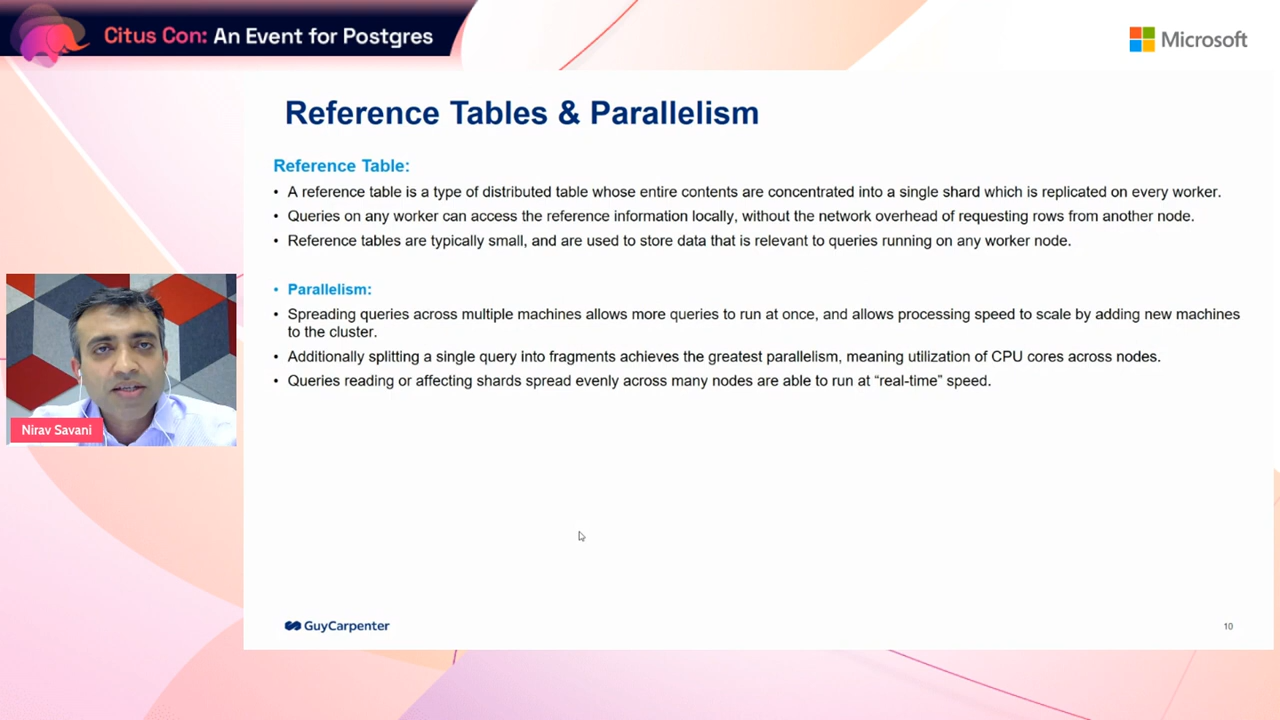 Citus Con: An Event for Postgres
Microsoft
Reference Tables & Parallelism
Reference Table:
• A reference table is a type of distributed table whose entire contents are concentrated into a single shard which is replicated on every worker.
• Queries on any worker can access the reference information locally, without the network overhead of requesting rows from another node.
• Reference tables are typically small, and are used to store data that is relevant to queries running on any worker node.
• Parallelism:
• Spreading queries across multiple machines allows more queries to run at once, and allows processing speed to scale by adding new machines
to the cluster.
• Additionally splitting a single query into fragments achieves the greatest parallelism, meaning utilization of CPU cores across nodes.
• Queries reading or affecting shards spread evenly across many nodes are able to run at “real-time” speed.
Nirav Savani
GuyCarpenter
10